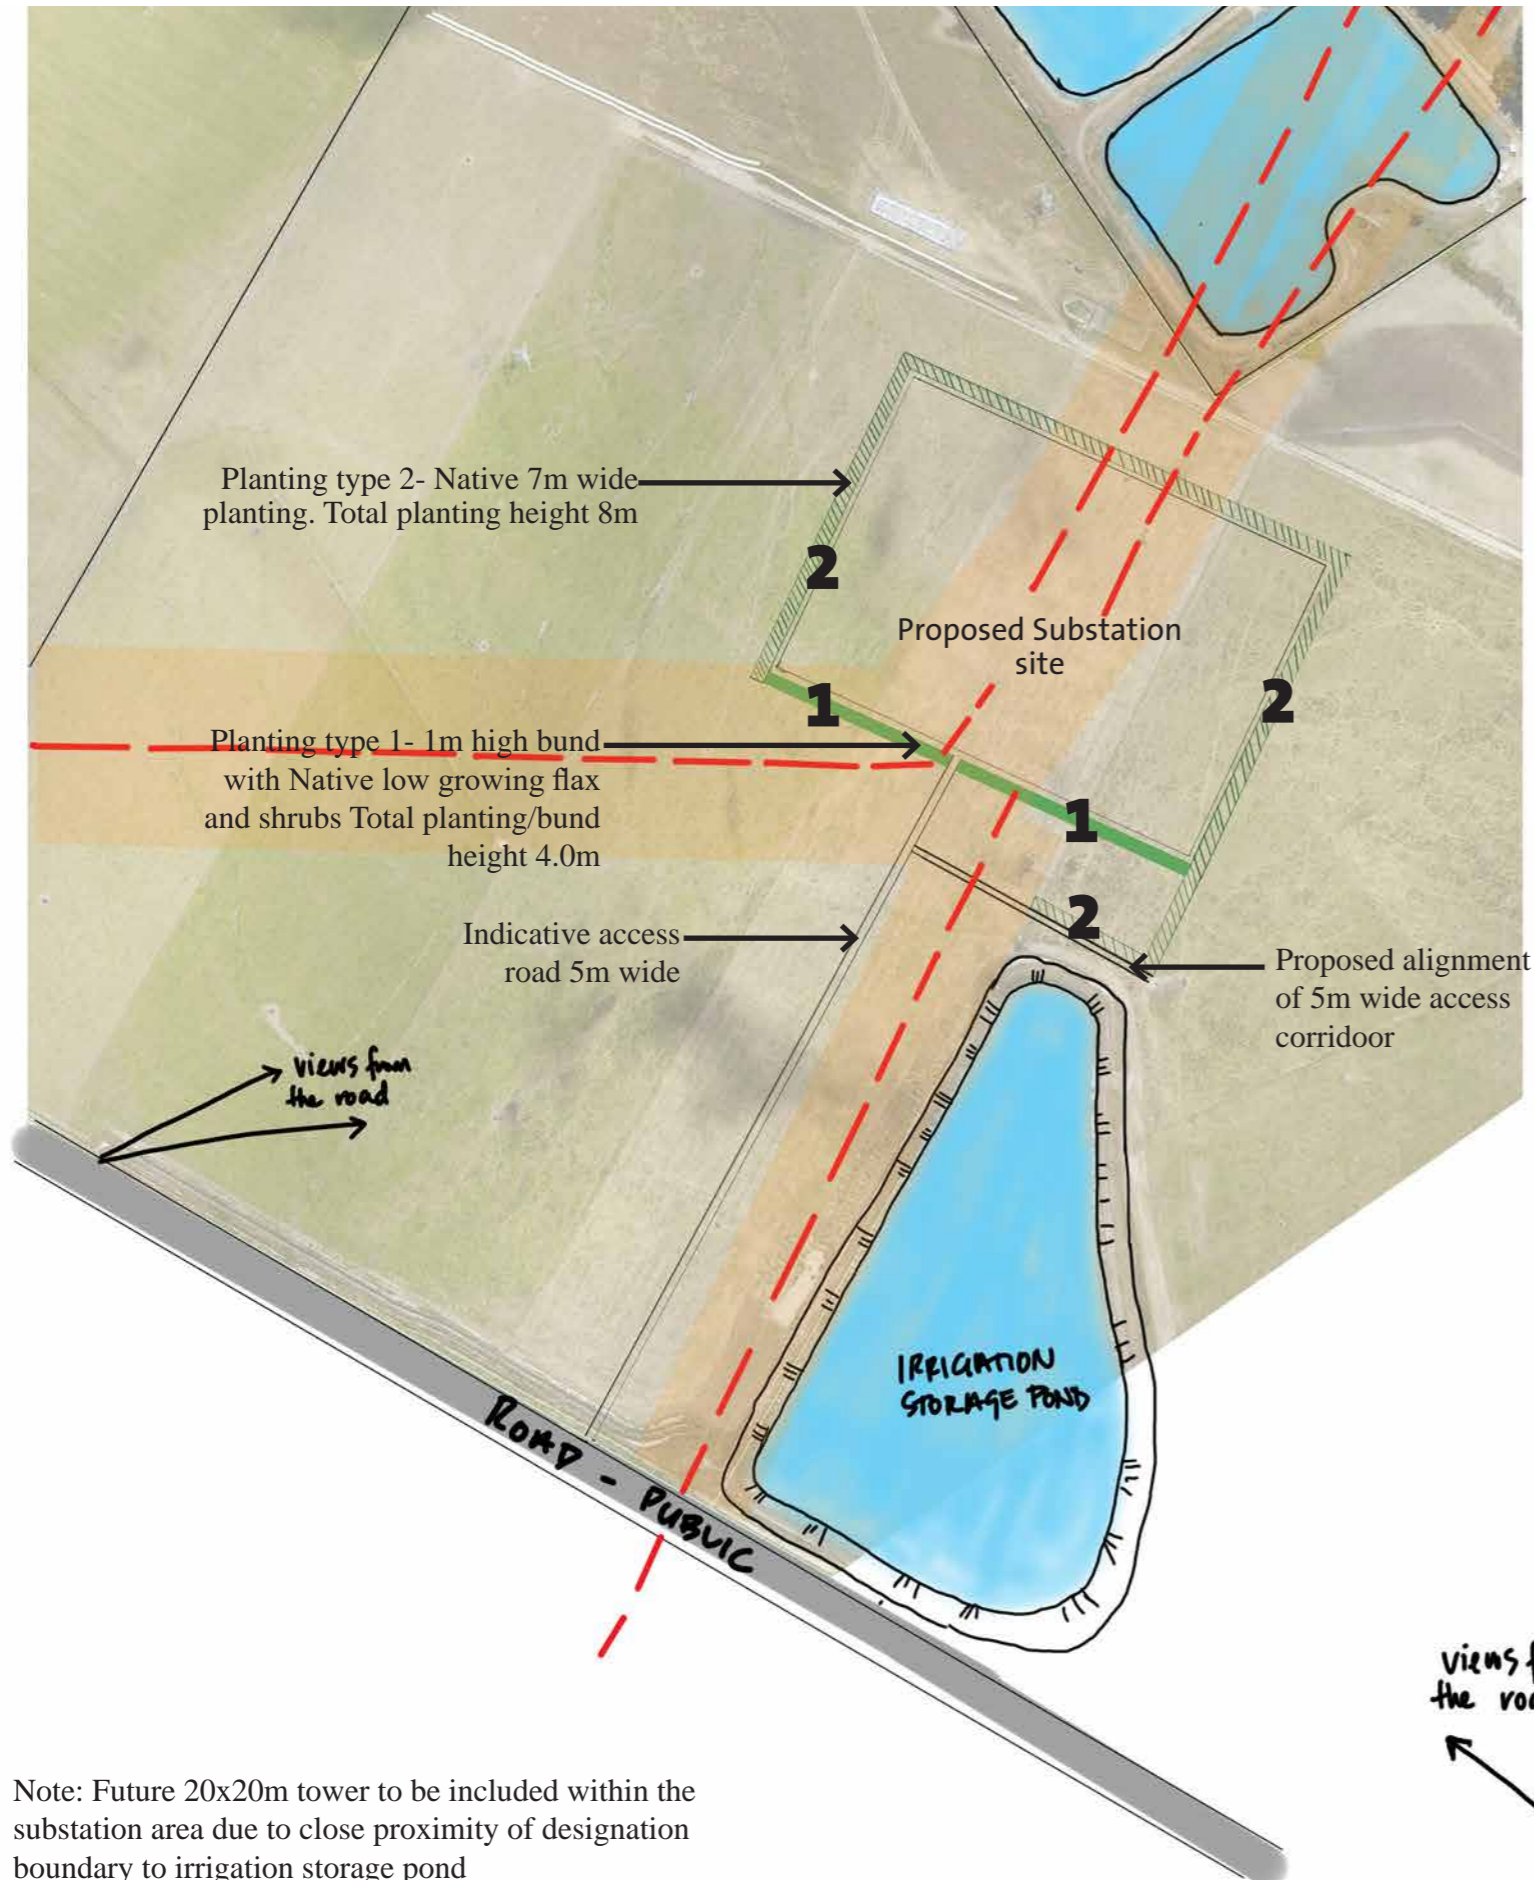 Planting type 2- Native 7m wide
planting. Total planting height 8m
2
Proposed Substation
site
2
1
Planting type 1- 1m high bund
with Native low growing flax
and shrubs Total planting/bund
height 4.0m
1
2
Indicative access
road 5m wide
Proposed alignment
of 5m wide access
corridoor
views from
the road
IRRIGATION
STORAGE POND
ROAD - PUBLIC
views f
the roa
Note: Future 20x20m tower to be included within the
substation area due to close proximity of designation
boundary to irrigation storage pond